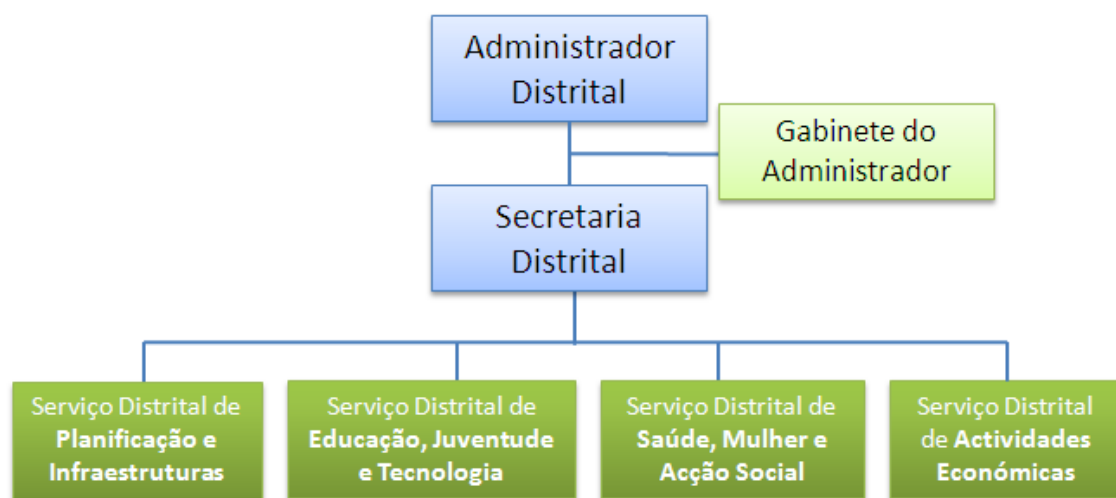 Administrador
Distrital
Gabinete do
Administrador
Secretaria
Distrital
Serviço Distrital de
Planificação e
Infraestruturas
Serviço Distrital de
Educação, Juventude
e Tecnologia
Serviço Distrital de
Saúde, Mulher e
Acção Social
Serviço Distrital
de Actividades
Económicas